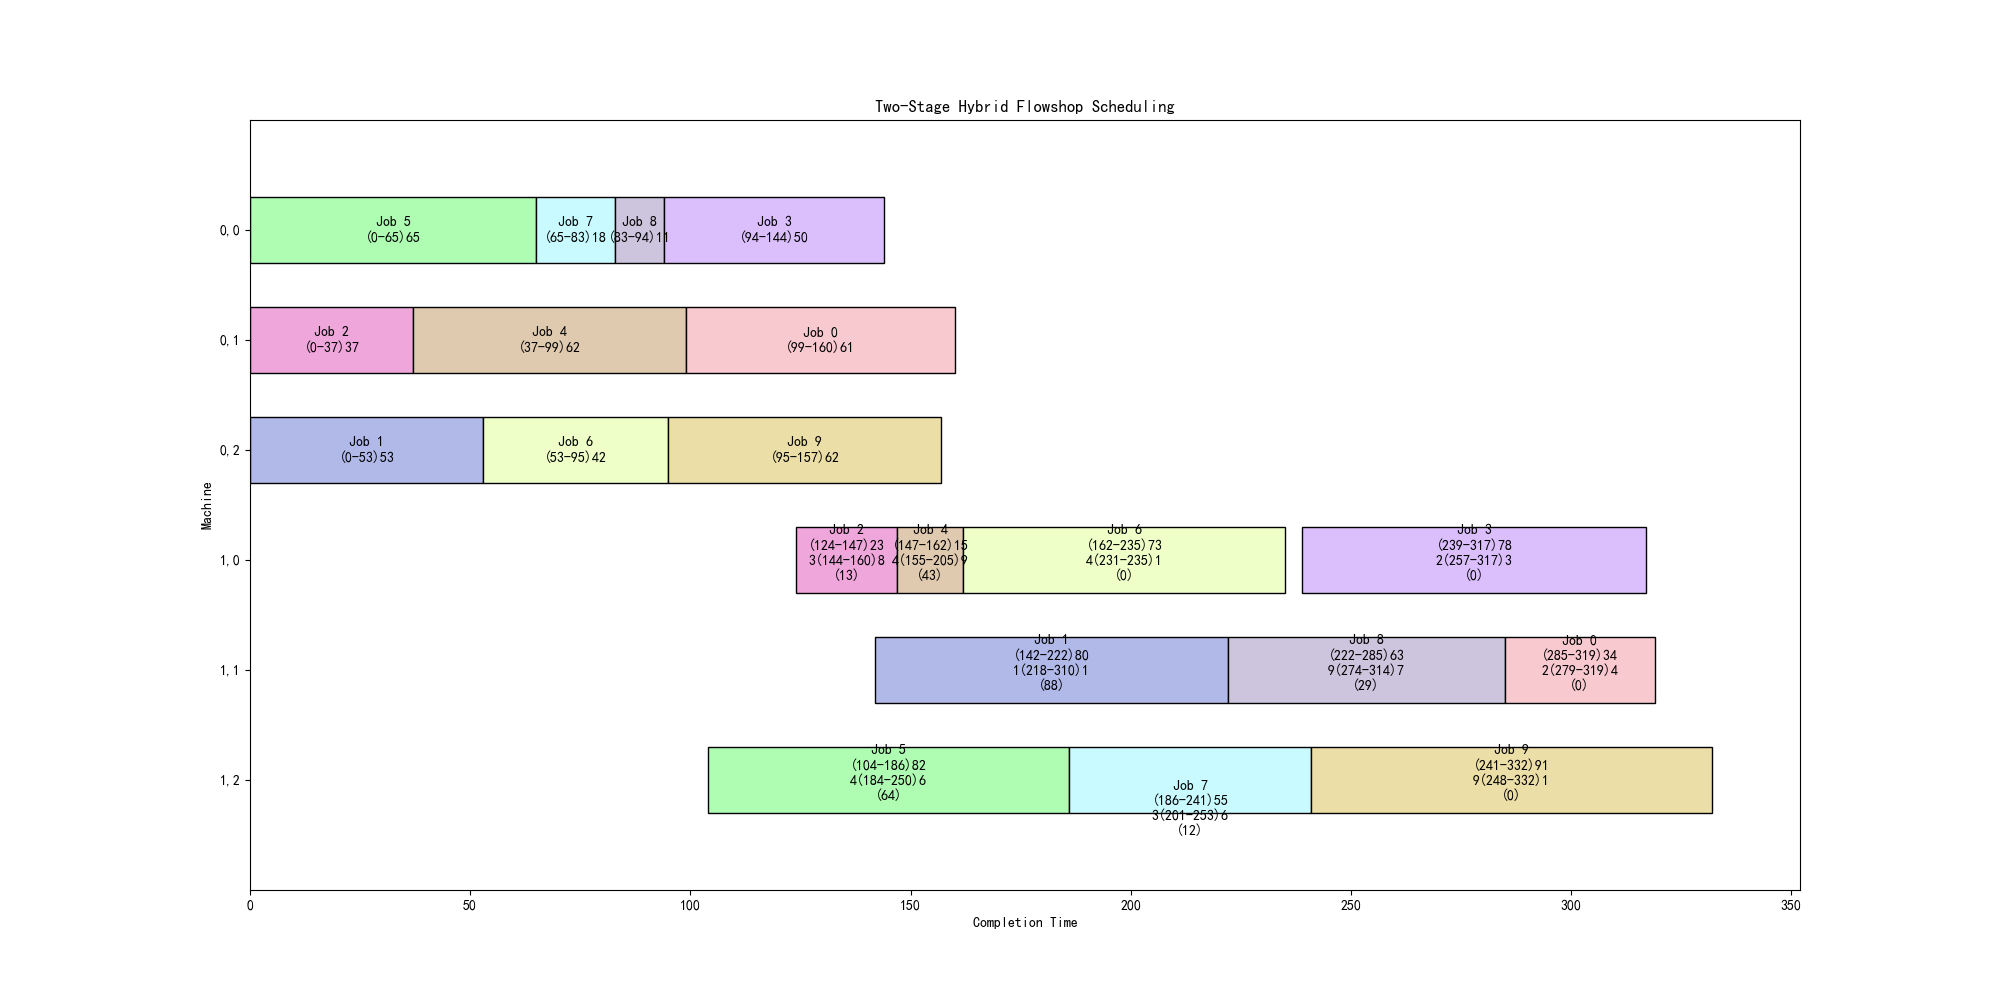 Two-Stage Hybrid Flowshop Scheduling
Machine
0,0
Job 5
(0-65)65
Job 7
(65-83)18
Job 8
(83-94)11
Job 3
(94-144)50
0,1
Job 2
(0-37)37
Job 4
(37-99)62
Job 0
(99-160)61
0,2
Job 1
(0-53)53
Job 6
(53-95)42
Job 9
(95-157)62
1,0
Job 2
(124-147)23
3(144-160)8
(13)
Job 4
(147-162)15
4(155-205)9
(43)
Job 6
(162-235)73
4(231-235)1
(0)
Job 3
(239-317)78
2(257-317)3
(0)
1,1
Job 1
(142-222)80
1(218-310)1
(88)
Job 8
(222-285)63
9(274-314)7
(29)
Job 0
(285-319)34
2(279-319)4
(0)
1,2
Job 5
(104-186)82
4(184-250)6
(64)
Job 7
(186-241)55
3(201-253)6
(12)
Job 9
(241-332)91
9(248-332)1
(0)
0 50 100 150 200 250 300 350
Completion Time